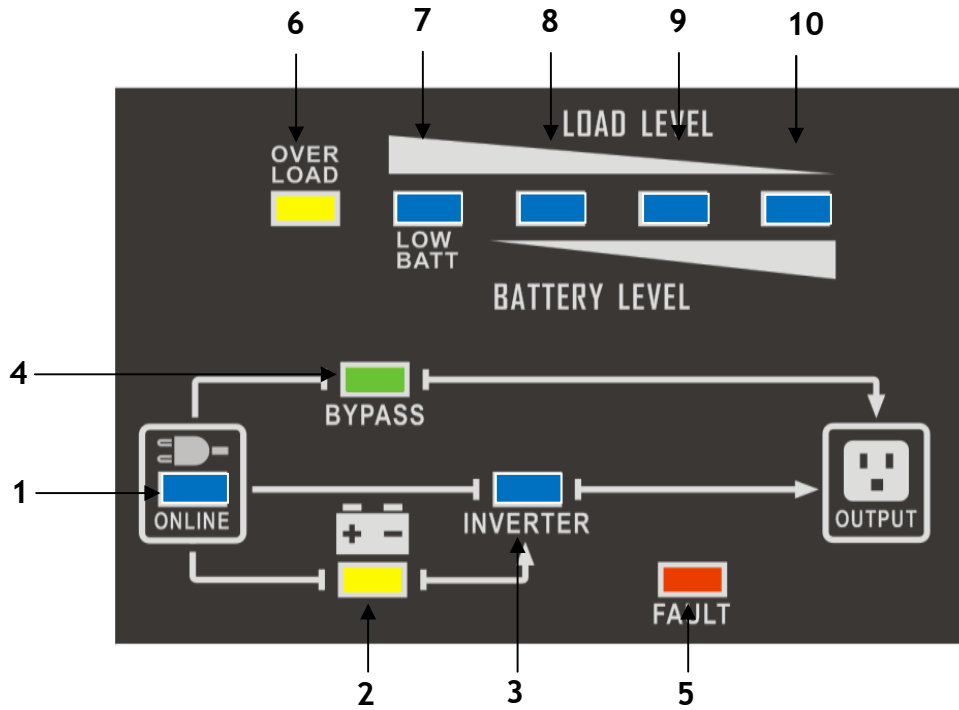 6 7 8 9 10
LOAD LEVEL
OVER
LOAD
LOW
BATT
BATTERY LEVEL
4
BYPASS
1
ONLINE
+ -
INVERTER
OUTPUT
FAULT
2 3 5